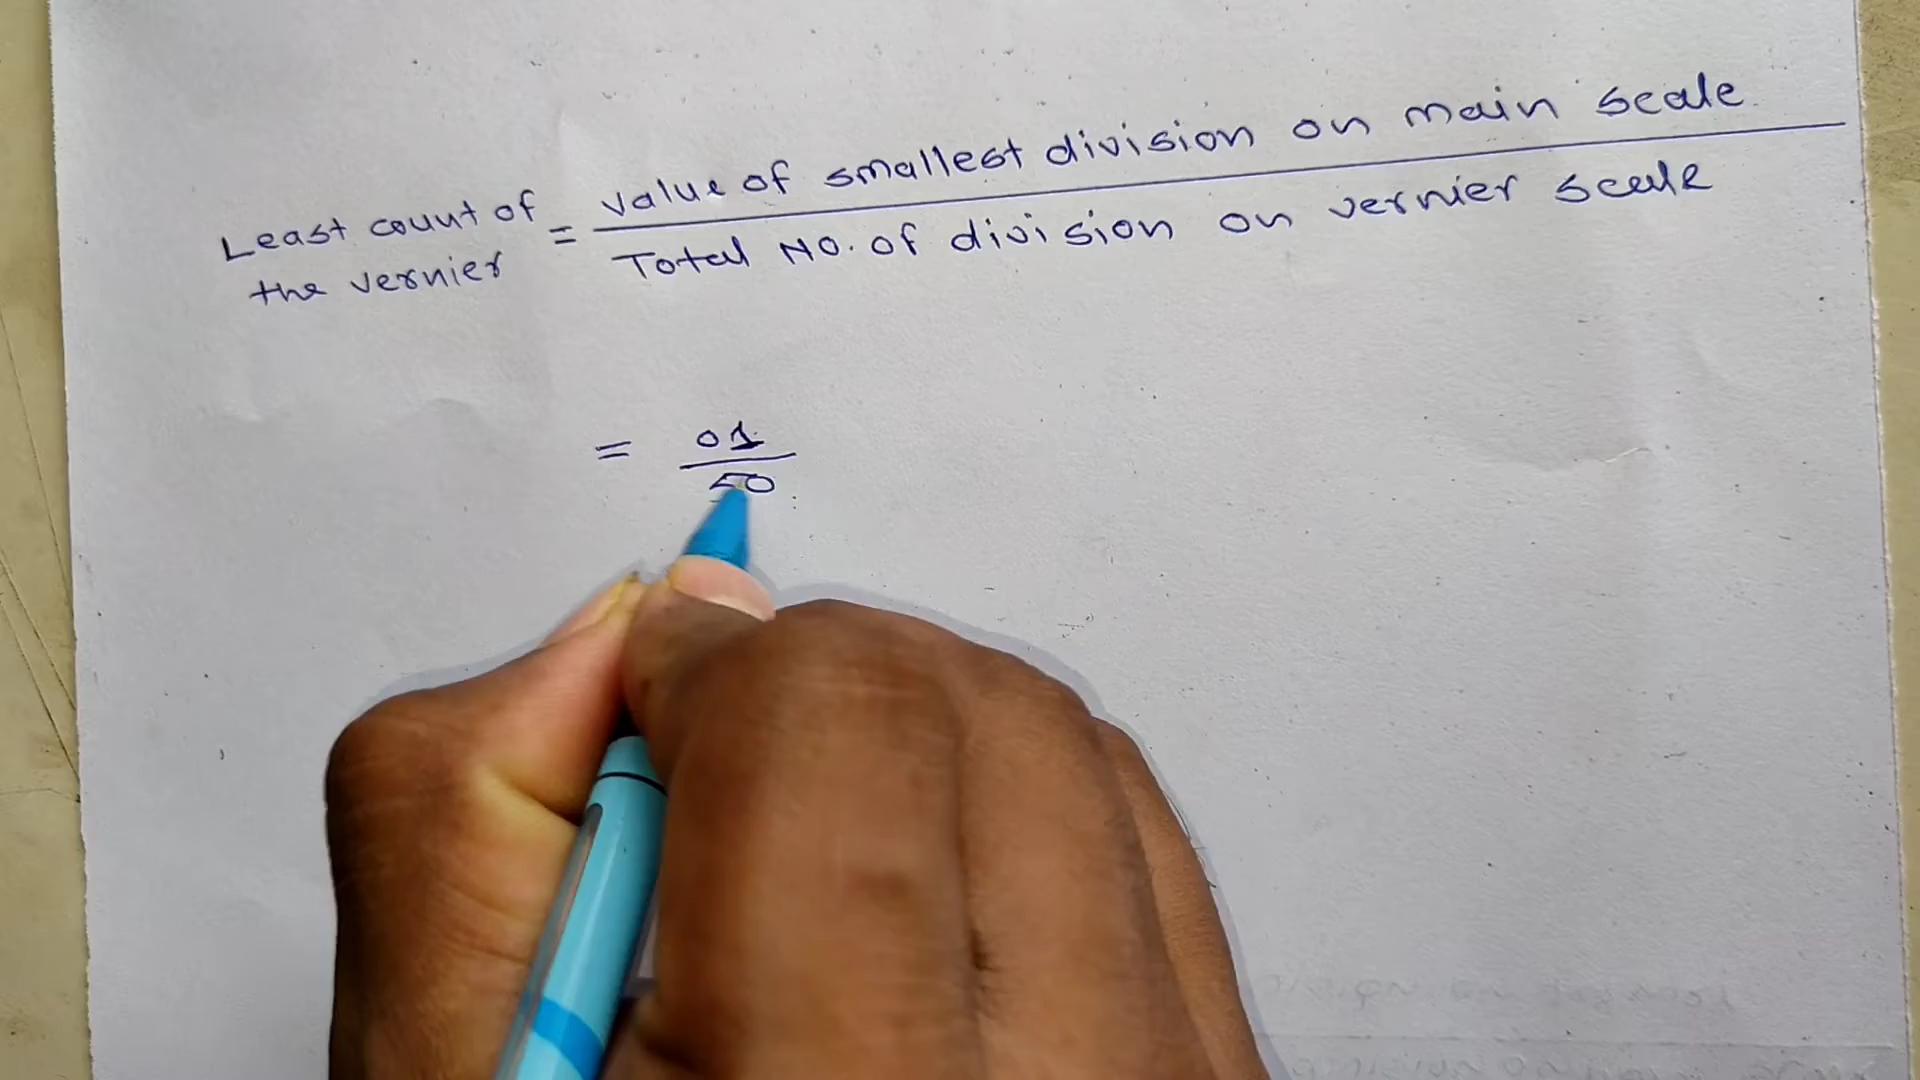 Least count of the vernier = value of smallest division on main scale
Total No. of division on vernier scale
= 01
50